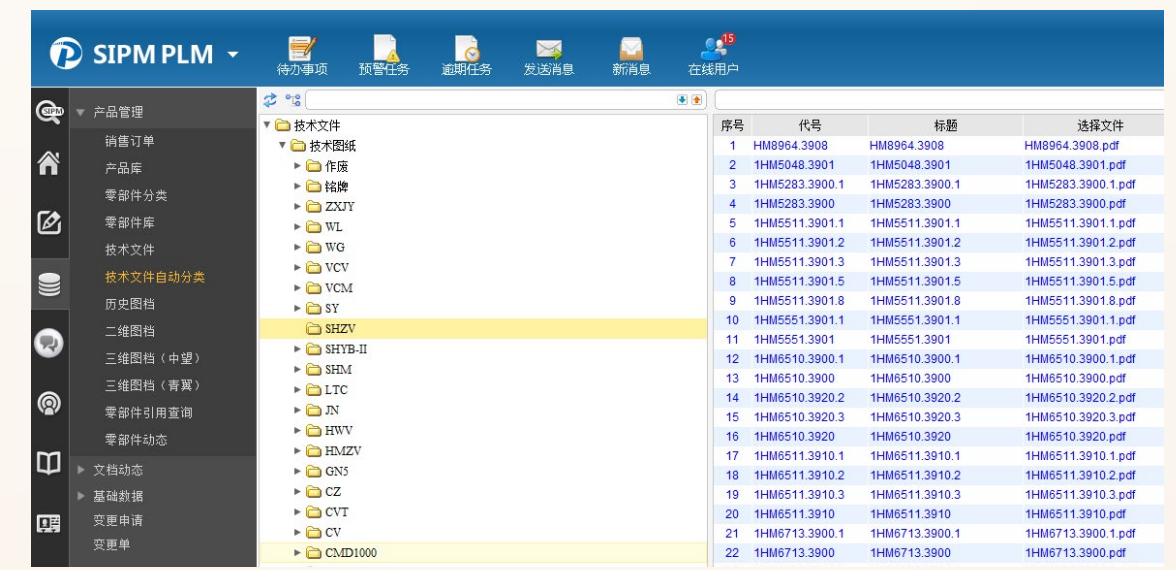 SIPM PLM
待办事项 预警任务 逾期任务 发送消息 新消息 15 在线用户
SIPM
产品管理
销售订单
产品库
零部件分类
零部件库
技术文件
技术文件自动分类
历史图档
二维图档
三维图档（中望）
三维图档（青翼）
零部件引用查询
零部件动态
文档动态
基础数据
变更申请
变更单
技术文件
技术图纸
作废
铭牌
ZXJY
WL
WG
VCV
VCM
SY
SHZV
SHYB-II
SHM
LTC
JN
HWV
HMZV
GN5
CZ
CVT
CV
CMD1000
序号 代号 标题 选择文件
1 HM8964.3908 HM8964.3908 HM8964.3908.pdf
2 1HM5048.3901 1HM5048.3901 1HM5048.3901.pdf
3 1HM5283.3900.1 1HM5283.3900.1 1HM5283.3900.1.pdf
4 1HM5283.3900 1HM5283.3900 1HM5283.3900.pdf
5 1HM5511.3901.1 1HM5511.3901.1 1HM5511.3901.1.pdf
6 1HM5511.3901.2 1HM5511.3901.2 1HM5511.3901.2.pdf
7 1HM5511.3901.3 1HM5511.3901.3 1HM5511.3901.3.pdf
8 1HM5511.3901.5 1HM5511.3901.5 1HM5511.3901.5.pdf
9 1HM5511.3901.8 1HM5511.3901.8 1HM5511.3901.8.pdf
10 1HM5551.3901.1 1HM5551.3901.1 1HM5551.3901.1.pdf
11 1HM5551.3901 1HM5551.3901 1HM5551.3901.pdf
12 1HM6510.3900.1 1HM6510.3900.1 1HM6510.3900.1.pdf
13 1HM6510.3900 1HM6510.3900 1HM6510.3900.pdf
14 1HM6510.3920.2 1HM6510.3920.2 1HM6510.3920.2.pdf
15 1HM6510.3920.3 1HM6510.3920.3 1HM6510.3920.3.pdf
16 1HM6510.3920 1HM6510.3920 1HM6510.3920.pdf
17 1HM6511.3910.1 1HM6511.3910.1 1HM6511.3910.1.pdf
18 1HM6511.3910.2 1HM6511.3910.2 1HM6511.3910.2.pdf
19 1HM6511.3910.3 1HM6511.3910.3 1HM6511.3910.3.pdf
20 1HM6511.3910 1HM6511.3910 1HM6511.3910.pdf
21 1HM6713.3900.1 1HM6713.3900.1 1HM6713.3900.1.pdf
22 1HM6713.3900 1HM6713.3900 1HM6713.3900.pdf